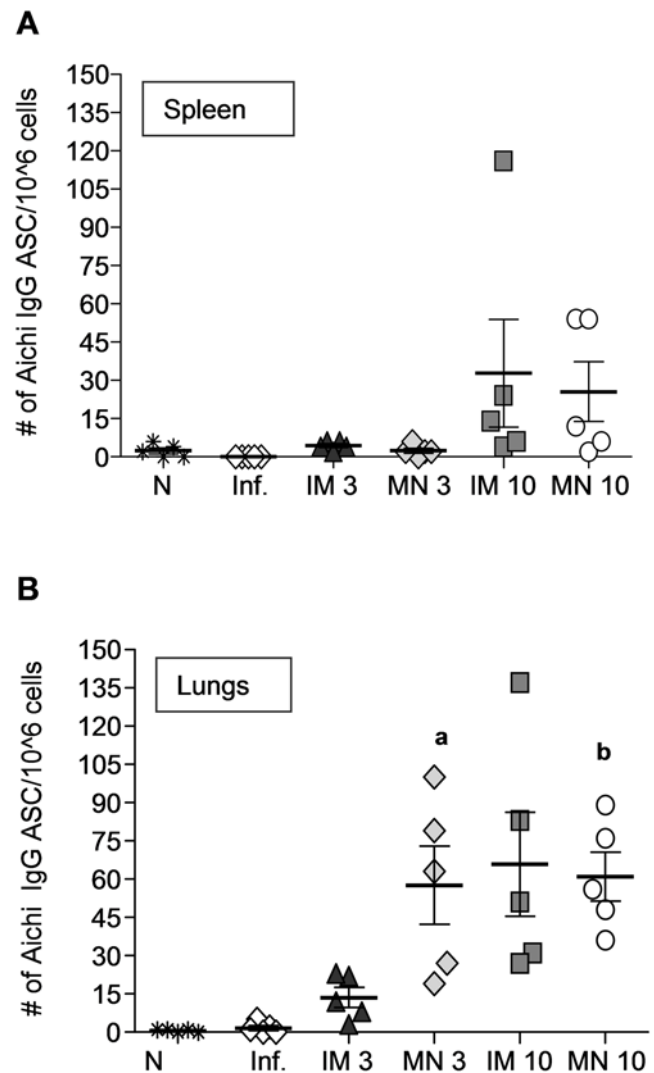 A
# of Aichi IgG ASC/10^6 cells
150
135
120
105
90
75
60
45
30
15
0
Spleen
N Inf. IM 3 MN 3 IM 10 MN 10
B
# of Aichi IgG ASC/10^6 cells
150
135
120
105
90
75
60
45
30
15
0
Lungs
a
b
N Inf. IM 3 MN 3 IM 10 MN 10